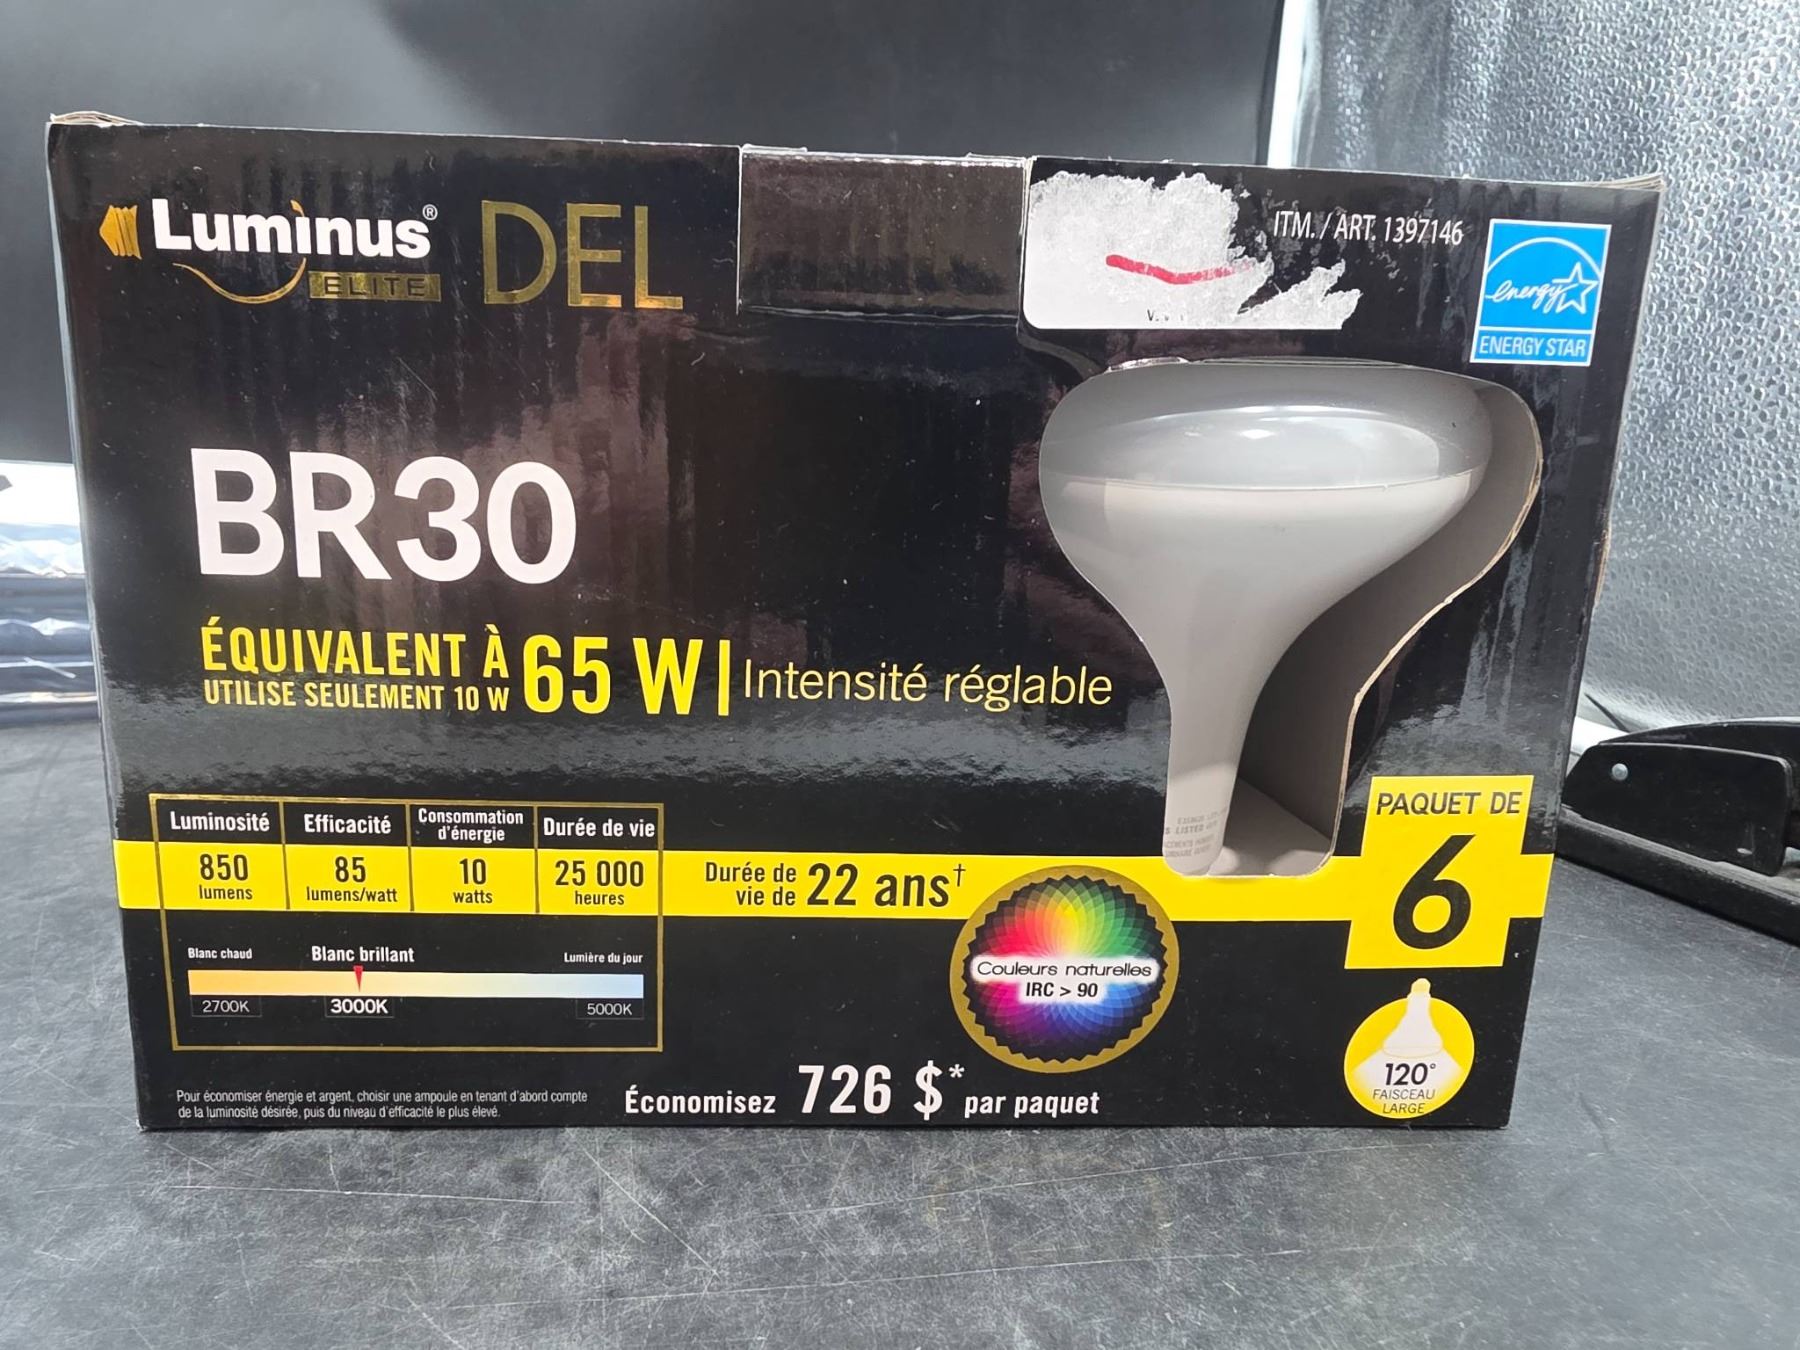 Luminus®
ELITE
DEL
ITM. / ART. 1397146
energy
ENERGY STAR
BR30
ÉQUIVALENT À
UTILISE SEULEMENT 10 W
65 W | Intensité réglable
PAQUET DE
6
Luminosité
850
lumens
Efficacité
85
lumens/watt
Consommation
d'énergie
10
watts
Durée de vie
25 000
heures
Durée de
vie de
22 ans†
Blanc chaud
Blanc brillant
Lumière du jour
2700K
3000K
5000K
Couleurs naturelles
IRC > 90
120°
FAISCEAU
LARGE
Pour économiser énergie et argent, choisir une ampoule en tenant d'abord compte
de la luminosité désirée, puis du niveau d'efficacité le plus élevé.
Économisez 726 $* par paquet